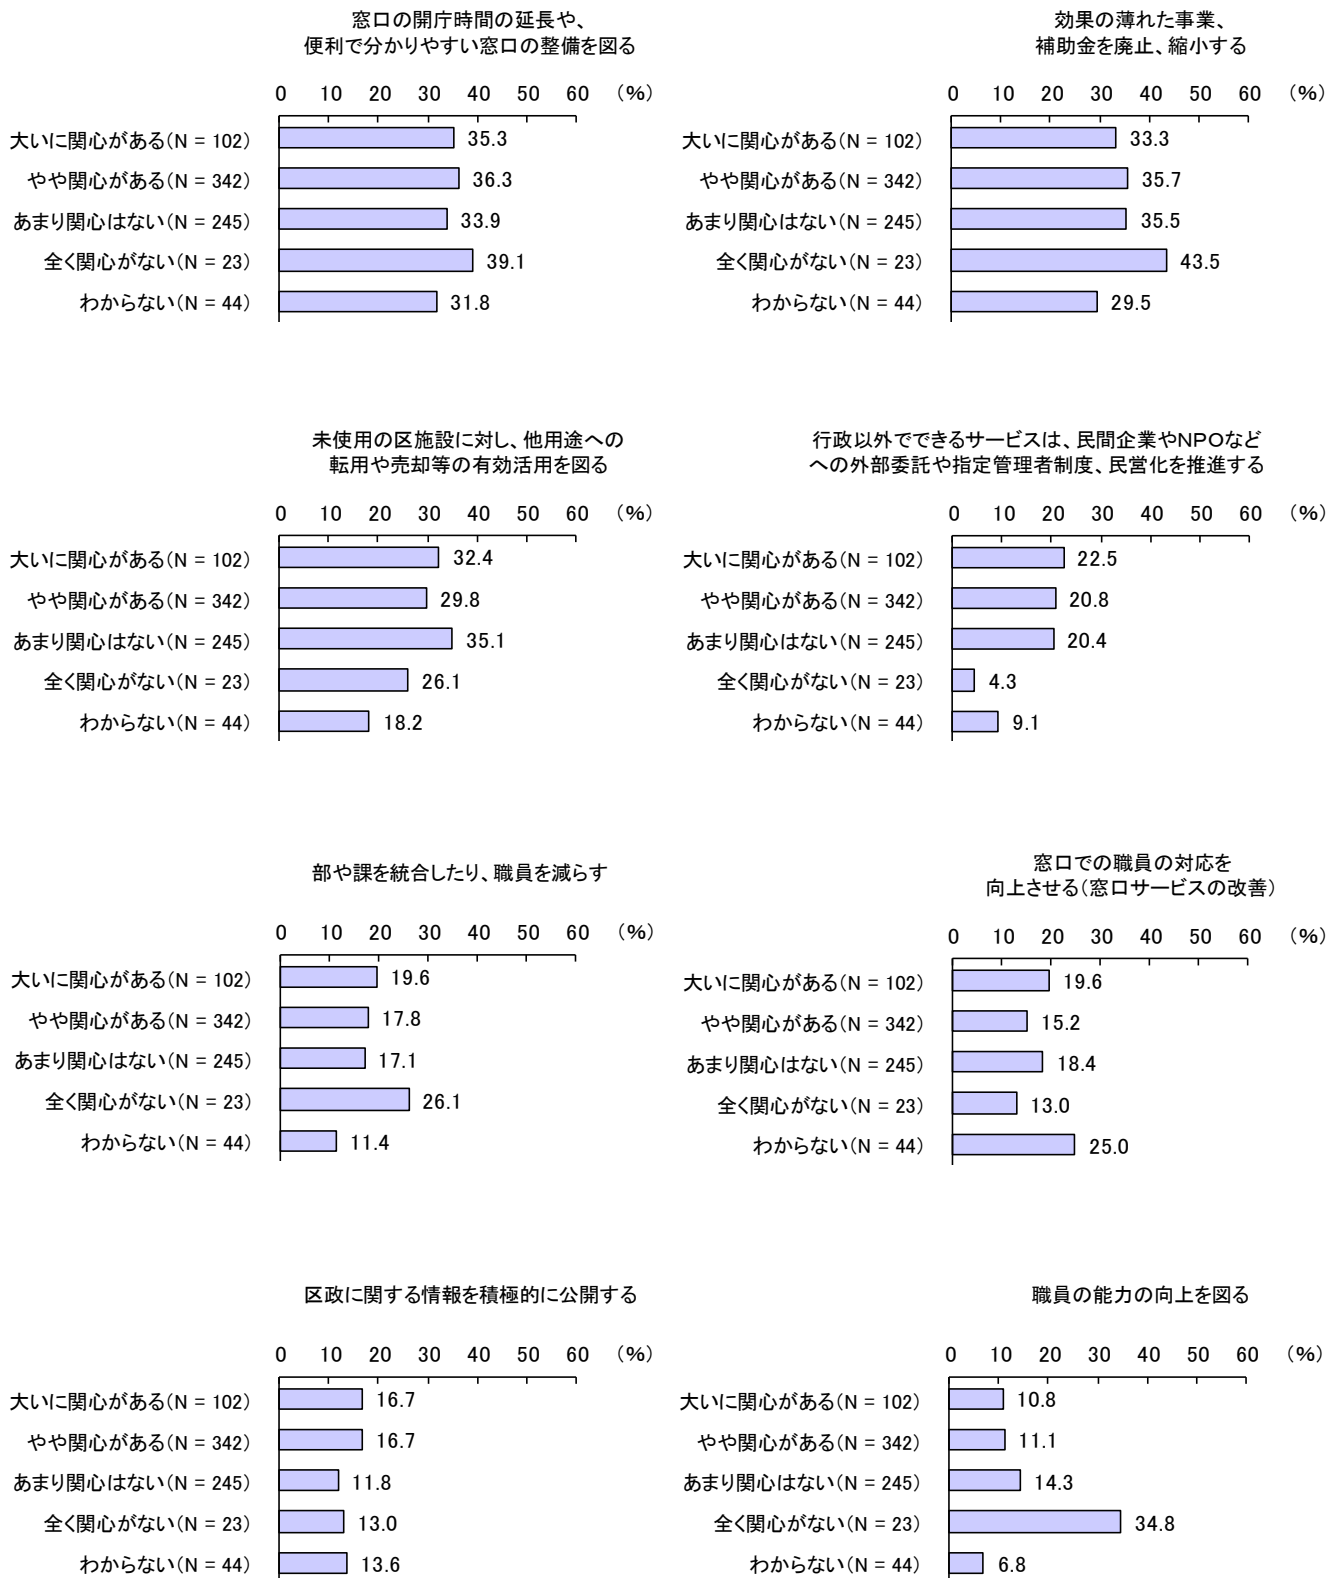 窓口の開庁時間の延長や、
便利で分かりやすい窓口の整備を図る
0 10 20 30 40 50 60 (%)
大いに関心がある(N = 102) 35.3
やや関心がある(N = 342) 36.3
あまり関心はない(N = 245) 33.9
全く関心がない(N = 23) 39.1
わからない(N = 44) 31.8
効果の薄れた事業、
補助金を廃止、縮小する
0 10 20 30 40 50 60 (%)
大いに関心がある(N = 102) 33.3
やや関心がある(N = 342) 35.7
あまり関心はない(N = 245) 35.5
全く関心がない(N = 23) 43.5
わからない(N = 44) 29.5
未使用の区施設に対し、他用途への
転用や売却等の有効活用を図る
0 10 20 30 40 50 60 (%)
大いに関心がある(N = 102) 32.4
やや関心がある(N = 342) 29.8
あまり関心はない(N = 245) 35.1
全く関心がない(N = 23) 26.1
わからない(N = 44) 18.2
行政以外でできるサービスは、民間企業やNPOなど
への外部委託や指定管理者制度、民営化を推進する
0 10 20 30 40 50 60 (%)
大いに関心がある(N = 102) 22.5
やや関心がある(N = 342) 20.8
あまり関心はない(N = 245) 20.4
全く関心がない(N = 23) 4.3
わからない(N = 44) 9.1
部や課を統合したり、職員を減らす
0 10 20 30 40 50 60 (%)
大いに関心がある(N = 102) 19.6
やや関心がある(N = 342) 17.8
あまり関心はない(N = 245) 17.1
全く関心がない(N = 23) 26.1
わからない(N = 44) 11.4
窓口での職員の対応を
向上させる(窓口サービスの改善)
0 10 20 30 40 50 60 (%)
大いに関心がある(N = 102) 19.6
やや関心がある(N = 342) 15.2
あまり関心はない(N = 245) 18.4
全く関心がない(N = 23) 13.0
わからない(N = 44) 25.0
区政に関する情報を積極的に公開する
0 10 20 30 40 50 60 (%)
大いに関心がある(N = 102) 16.7
やや関心がある(N = 342) 16.7
あまり関心はない(N = 245) 11.8
全く関心がない(N = 23) 13.0
わからない(N = 44) 13.6
職員の能力の向上を図る
0 10 20 30 40 50 60 (%)
大いに関心がある(N = 102) 10.8
やや関心がある(N = 342) 11.1
あまり関心はない(N = 245) 14.3
全く関心がない(N = 23) 34.8
わからない(N = 44) 6.8